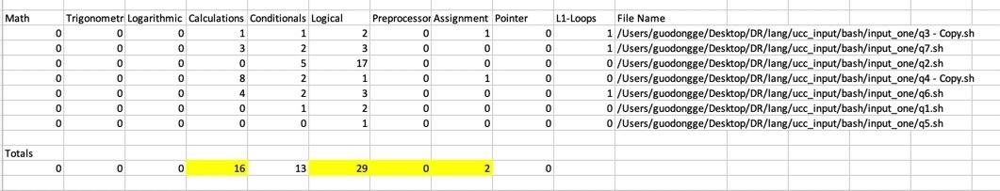 Math Trigonometr Logarithmic Calculations Conditionals Logical Preprocessor Assignment Pointer L1-Loops File Name
0 0 0 1 1 2 0 1 0 1 /Users/guodongge/Desktop/DR/lang/ucc_input/bash/input_one/q3 - Copy.sh
0 0 0 3 2 3 0 0 0 1 /Users/guodongge/Desktop/DR/lang/ucc_input/bash/input_one/q7.sh
0 0 0 0 5 17 0 0 0 0 /Users/guodongge/Desktop/DR/lang/ucc_input/bash/input_one/q2.sh
0 0 0 8 2 1 0 1 0 0 /Users/guodongge/Desktop/DR/lang/ucc_input/bash/input_one/q4 - Copy.sh
0 0 0 4 2 3 0 0 0 1 /Users/guodongge/Desktop/DR/lang/ucc_input/bash/input_one/q6.sh
0 0 0 0 1 2 0 0 0 0 /Users/guodongge/Desktop/DR/lang/ucc_input/bash/input_one/q1.sh
0 0 0 0 0 1 0 0 0 0 /Users/guodongge/Desktop/DR/lang/ucc_input/bash/input_one/q5.sh
Totals
0 0 0 16 13 29 0 2 0